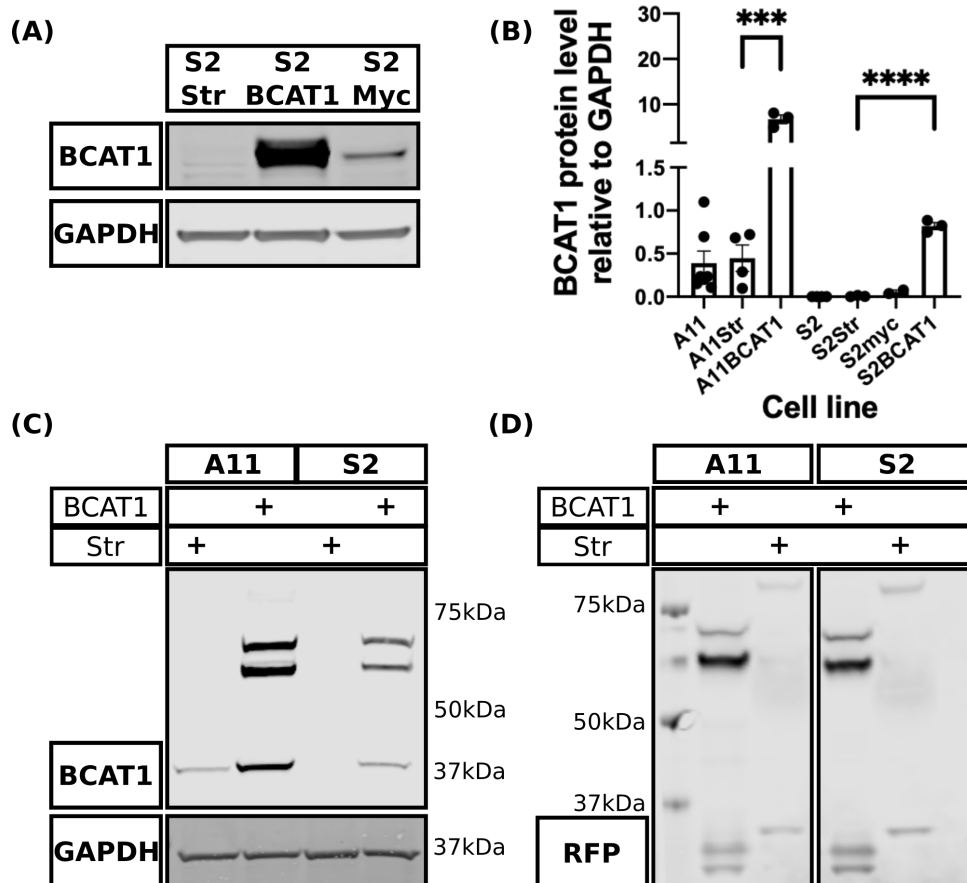 (A)
S2 S2 S2
Str BCAT1 Myc
BCAT1
GAPDH
(B)
BCAT1 protein level
relative to GAPDH
30
20
10
1.5
1.0
0.5
0.0
***
****
A11
A11Str
A11BCAT1
S2
S2Str
S2myc
S2BCAT1
Cell line
(C)
A11 S2
BCAT1 + +
Str + +
75kDa
50kDa
BCAT1 37kDa
GAPDH 37kDa
(D)
A11 S2
BCAT1 + +
Str + +
75kDa
50kDa
37kDa
RFP